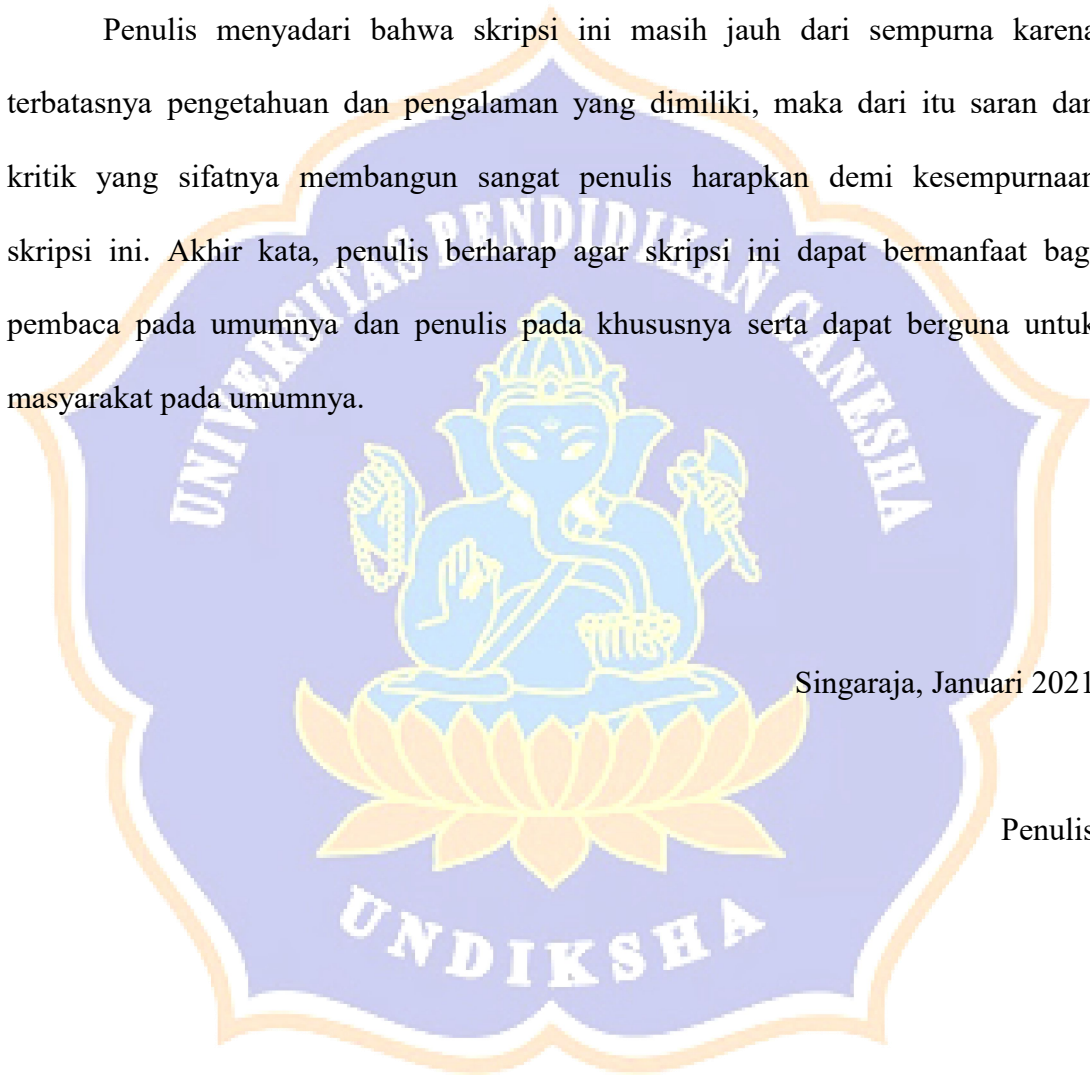 Penulis menyadari bahwa skripsi ini masih jauh dari sempurna karena
terbatasnya pengetahuan dan pengalaman yang dimiliki, maka dari itu saran dan
kritik yang sifatnya membangun sangat penulis harapkan demi kesempurnaan
skripsi ini. Akhir kata, penulis berharap agar skripsi ini dapat bermanfaat bagi
pembaca pada umumnya dan penulis pada khususnya serta dapat berguna untuk
masyarakat pada umumnya.
UNIVERSITAS PENDIDIKAN GANESHA
Singaraja, Januari 2021
Penulis
UNDIKSHA